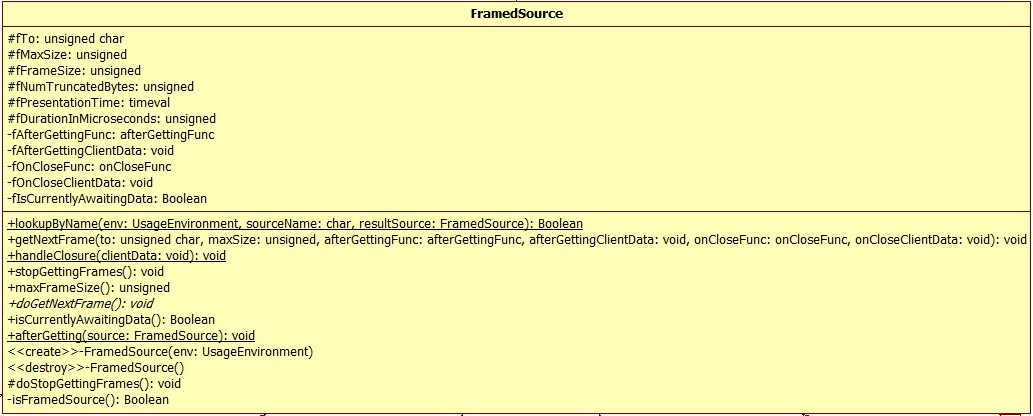 FramedSource
#fTo: unsigned char
#fMaxSize: unsigned
#fFrameSize: unsigned
#fNumTruncatedBytes: unsigned
#fPresentationTime: timeval
#fDurationInMicroseconds: unsigned
-fAfterGettingFunc: afterGettingFunc
-fAfterGettingClientData: void
-fOnCloseFunc: onCloseFunc
-fOnCloseClientData: void
-fIsCurrentlyAwaitingData: Boolean
+lookupByName(env: UsageEnvironment, sourceName: char, resultSource: FramedSource): Boolean
+getNextFrame(to: unsigned char, maxSize: unsigned, afterGettingFunc: afterGettingFunc, afterGettingClientData: void, onCloseFunc: onCloseFunc, onCloseClientData: void): void
+handleClosure(clientData: void): void
+stopGettingFrames(): void
+maxFrameSize(): unsigned
+doGetNextFrame(): void
+isCurrentlyAwaitingData(): Boolean
+afterGetting(source: FramedSource): void
<<create>>-FramedSource(env: UsageEnvironment)
<<destroy>>-FramedSource()
#doStopGettingFrames(): void
-isFramedSource(): Boolean